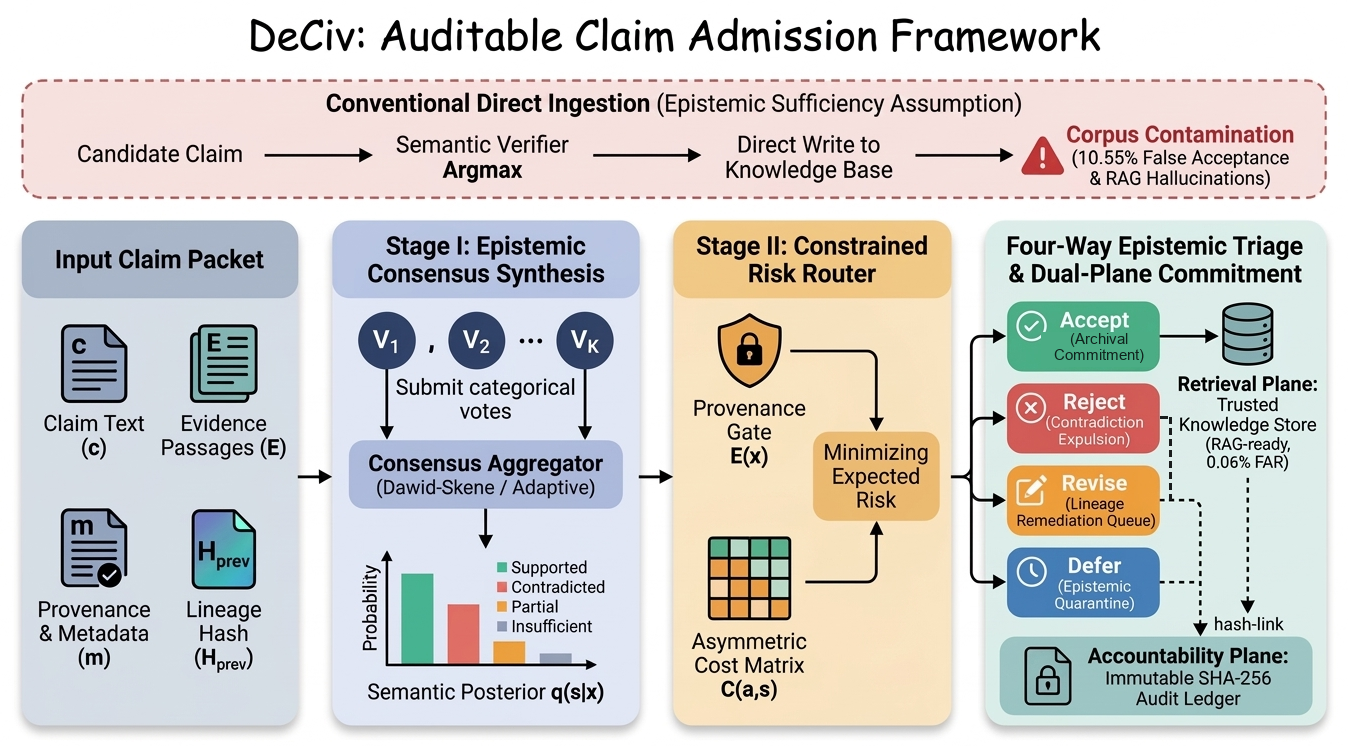 DeCiv: Auditable Claim Admission Framework
Conventional Direct Ingestion (Epistemic Sufficiency Assumption)
Candidate Claim
Semantic Verifier
Argmax
Direct Write to
Knowledge Base
Corpus Contamination
(10.55% False Acceptance
& RAG Hallucinations)
Input Claim Packet
c
Claim Text
(c)
E
Evidence
Passages (E)
m
Provenance
& Metadata
(m)
Hprev
Lineage
Hash
(Hprev)
Stage I: Epistemic
Consensus Synthesis
V1 , V2 ... VK
Submit categorical
votes
Consensus Aggregator
(Dawid-Skene / Adaptive)
Probability
Supported
Contradicted
Partial
Insufficient
Semantic Posterior q(s|x)
Stage II: Constrained
Risk Router
Provenance
Gate
E(x)
Minimizing
Expected
Risk
Asymmetric
Cost Matrix
C(a,s)
Four-Way Epistemic Triage
& Dual-Plane Commitment
Accept
(Archival
Commitment)
Reject
(Contradiction
Expulsion)
Revise
(Lineage
Remediation Queue)
Defer
(Epistemic
Quarantine)
Retrieval Plane:
Trusted
Knowledge Store
(RAG-ready,
0.06% FAR)
hash-link
Accountability Plane:
Immutable SHA-256
Audit Ledger